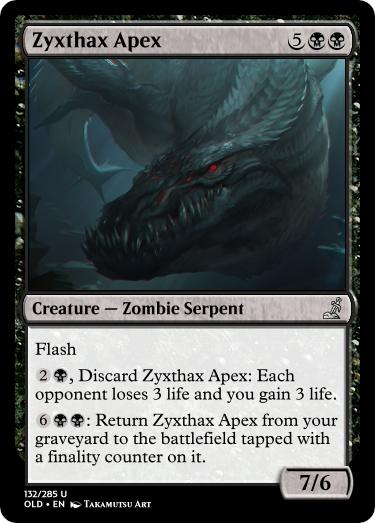 Zyxthax Apex 5
Creature — Zombie Serpent
Flash
2, Discard Zyxthax Apex: Each
opponent loses 3 life and you gain 3 life.
6: Return Zyxthax Apex from your
graveyard to the battlefield tapped with
a finality counter on it.
7/6
132/285 U
OLD • EN TAKAMUTSU ART